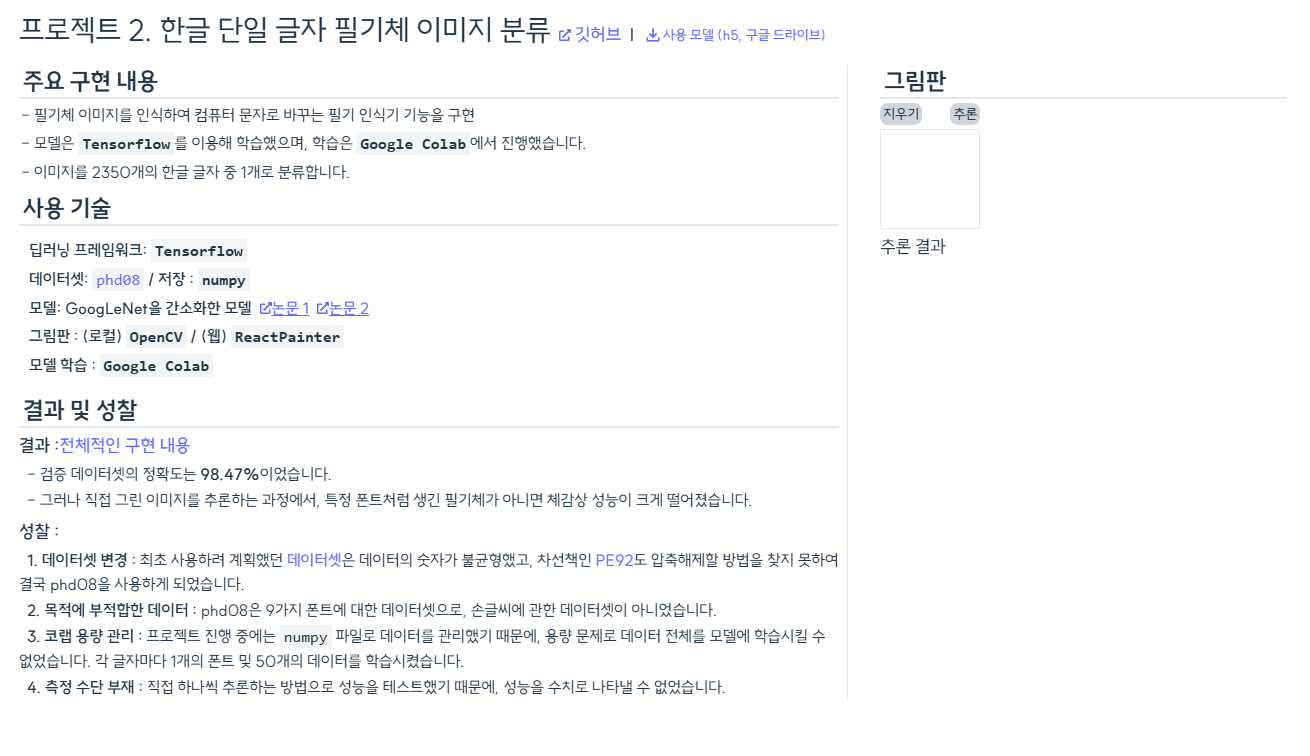 프로젝트 2. 한글 단일 글자 필기체 이미지 분류 깃허브 | 사용 모델 (h5, 구글 드라이브)
주요 구현 내용
- 필기체 이미지를 인식하여 컴퓨터 문자로 바꾸는 필기 인식기 기능을 구현
- 모델은 Tensorflow 를 이용해 학습했으며, 학습은 Google Colab에서 진행했습니다.
- 이미지를 2350개의 한글 글자 중 1개로 분류합니다.
사용 기술
딥러닝 프레임워크: Tensorflow
데이터셋: phd08 / 저장 : numpy
모델: GoogLeNet을 간소화한 모델 논문 1 논문 2
그림판 : (로컬) OpenCV / (웹) ReactPainter
모델 학습 : Google Colab
결과 및 성찰
결과 :전체적인 구현 내용
- 검증 데이터셋의 정확도는 98.47%이었습니다.
- 그러나 직접 그린 이미지를 추론하는 과정에서, 특정 폰트처럼 생긴 필기체가 아니면 체감상 성능이 크게 떨어졌습니다.
성찰 :
1. 데이터셋 변경 : 최초 사용하려 계획했던 데이터셋은 데이터의 숫자가 불균형했고, 차선책인 PE92도 압축해제할 방법을 찾지 못하여
결국 phd08을 사용하게 되었습니다.
2. 목적에 부적합한 데이터 : phd08은 9가지 폰트에 대한 데이터셋으로, 손글씨에 관한 데이터셋이 아니었습니다.
3. 코랩 용량 관리 : 프로젝트 진행 중에는 numpy 파일로 데이터를 관리했기 때문에, 용량 문제로 데이터 전체를 모델에 학습시킬 수
없었습니다. 각 글자마다 1개의 폰트 및 50개의 데이터를 학습시켰습니다.
4. 측정 수단 부재 : 직접 하나씩 추론하는 방법으로 성능을 테스트했기 때문에, 성능을 수치로 나타낼 수 없었습니다.
그림판
지우기 추론
추론 결과